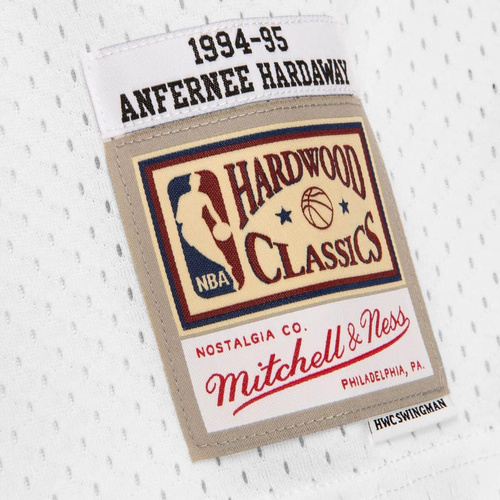 1994-95
ANFERNEE HARDAWAY
HARDWOOD
CLASSICS
NBA
NOSTALGIA CO.
Mitchell & Ness
PHILADELPHIA, PA.
HWCSWINGMAN